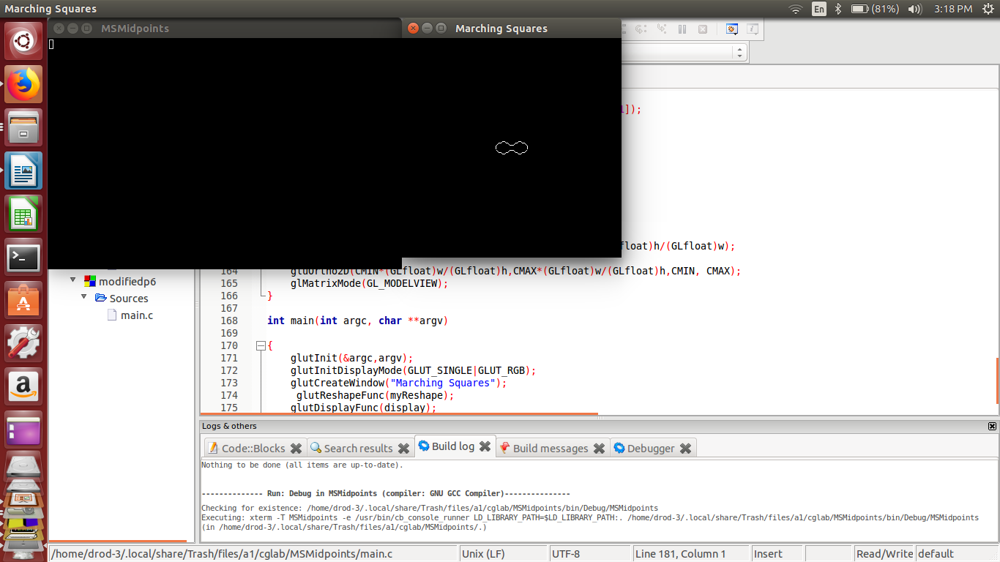 Marching Squares
En
(81%)
3:18 PM
MSMidpoints
Marching Squares
]);
float)h/(GLfloat)w);
164 gluOrtho2D(CMIN*(GLfloat)w/(GLfloat)h,CMAX*(GLfloat)w/(GLfloat)h,CMIN, CMAX);
165 glMatrixMode(GL_MODELVIEW);
166 }
167
168 int main(int argc, char **argv)
169
170 {
171 glutInit(&argc,argv);
172 glutInitDisplayMode(GLUT_SINGLE|GLUT_RGB);
173 glutCreateWindow("Marching Squares");
174 glutReshapeFunc(myReshape);
175 glutDisplayFunc(display);
modifiedp6
Sources
main.c
Logs & others
Code::Blocks
Search results
Build log
Build messages
Debugger
Nothing to be done (all items are up-to-date).
-------------- Run: Debug in MSMidpoints (compiler: GNU GCC Compiler)---------------
Checking for existence: /home/drod-3/.local/share/Trash/files/a1/cglab/MSMidpoints/bin/Debug/MSMidpoints
Executing: xterm -T MSMidpoints -e /usr/bin/cb_console_runner LD_LIBRARY_PATH=$LD_LIBRARY_PATH:. /home/drod-3/.local/share/Trash/files/a1/cglab/MSMidpoints/bin/Debug/MSMidpoints
(in /home/drod-3/.local/share/Trash/files/a1/cglab/MSMidpoints/.)
/home/drod-3/.local/share/Trash/files/a1/cglab/MSMidpoints/main.c
Unix (LF)
UTF-8
Line 181, Column 1
Insert
Read/Write
default